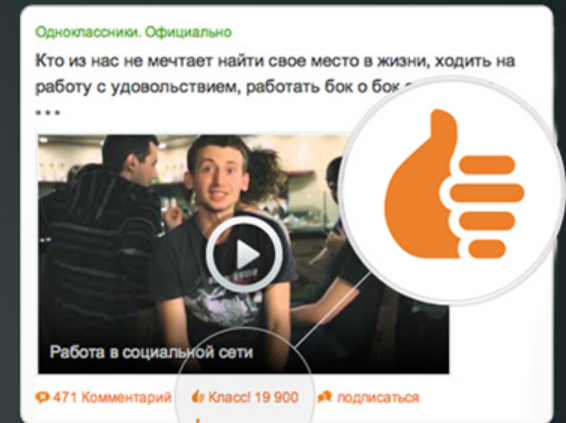 Одноклассники. Официально
Кто из нас не мечтает найти свое место в жизни, ходить на
работу с удовольствием, работать бок о бок
•••
Работа в социальной сети
471 Комментарий Класс! 19 900 подписаться